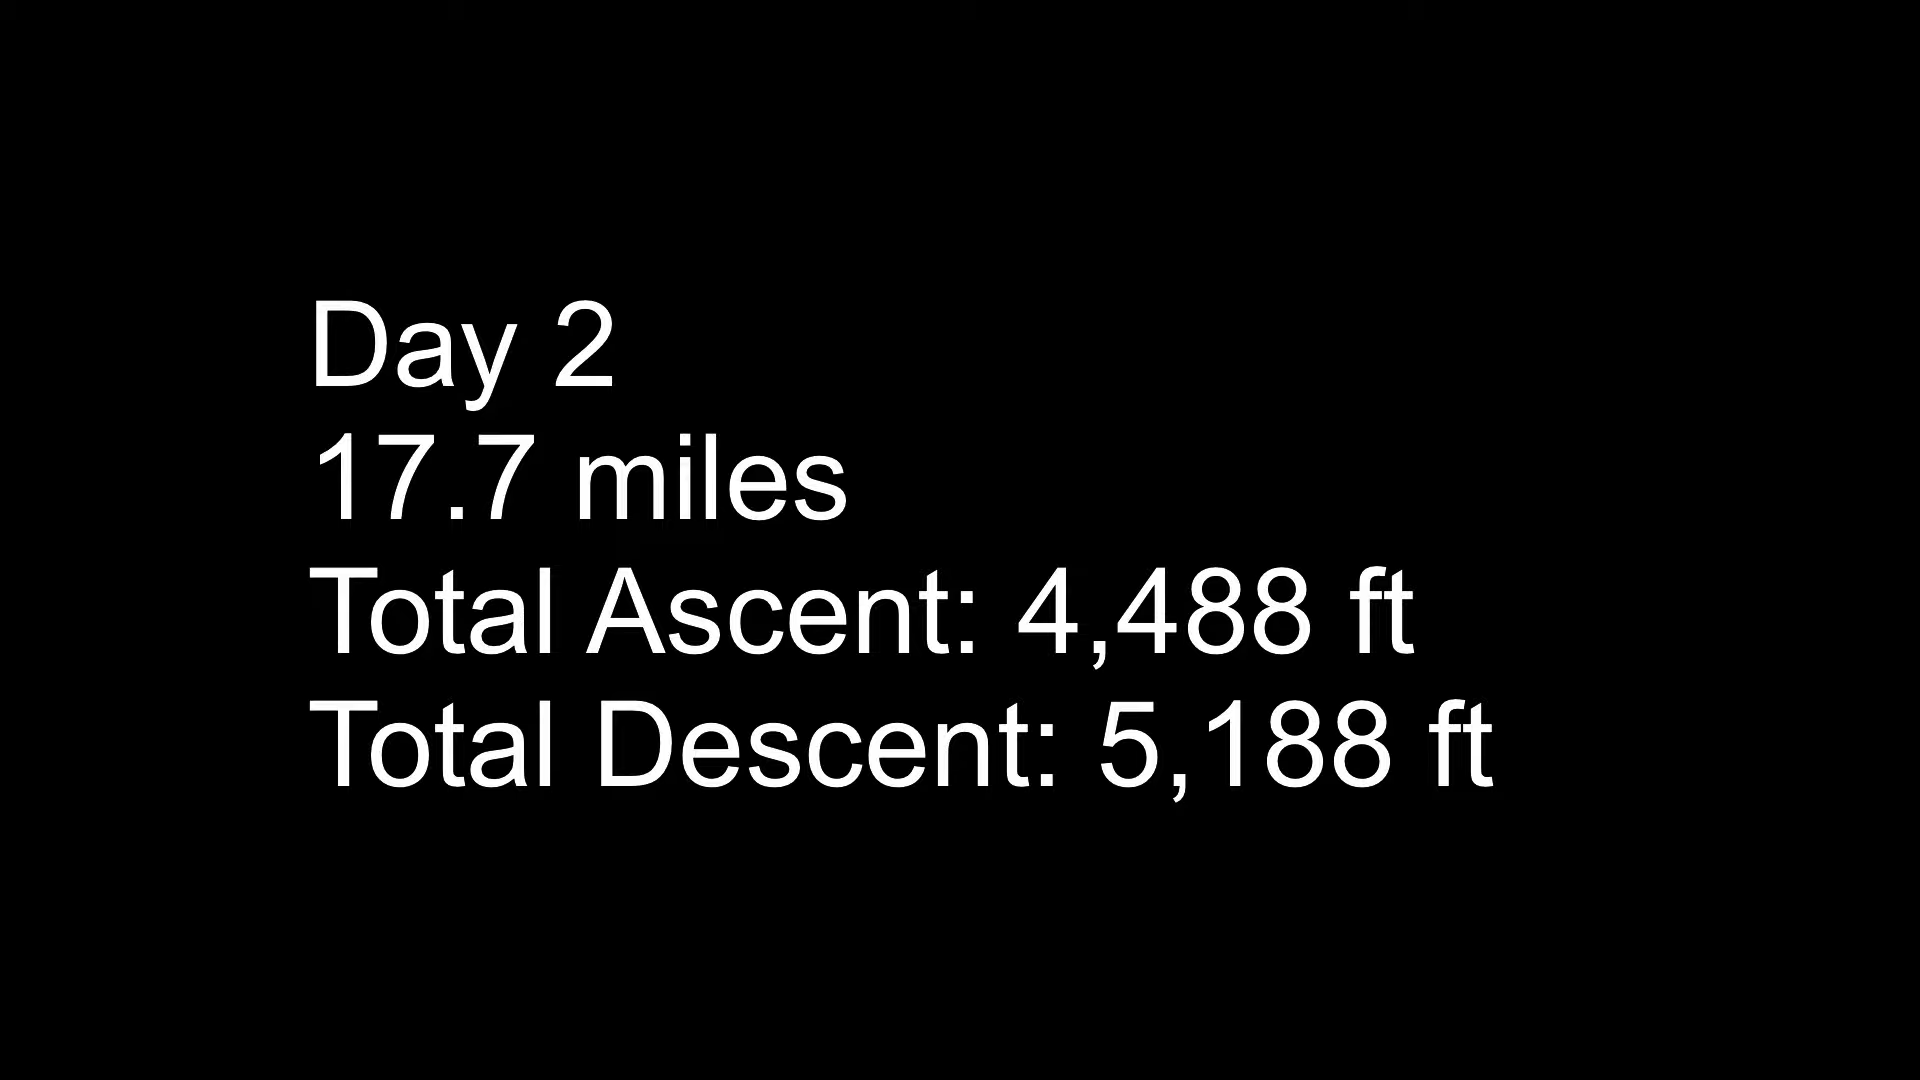 Day 2
17.7 miles
Total Ascent: 4,488 ft
Total Descent: 5,188 ft